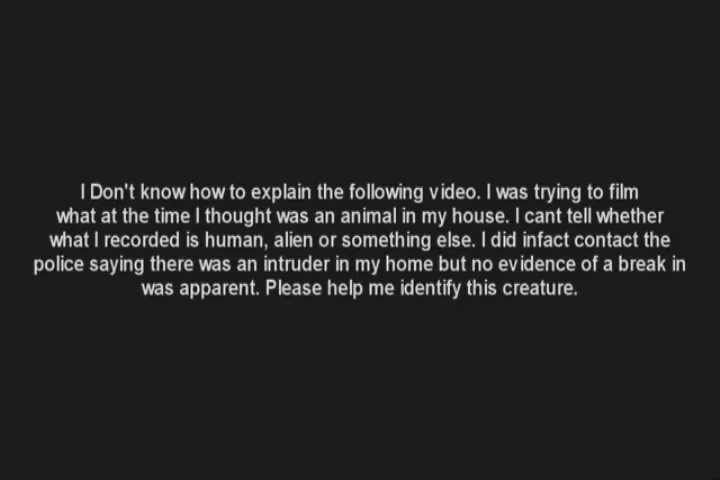 I Don't know how to explain the following video. I was trying to film
what at the time I thought was an animal in my house. I cant tell whether
what I recorded is human, alien or something else. I did infact contact the
police saying there was an intruder in my home but no evidence of a break in
was apparent. Please help me identify this creature.